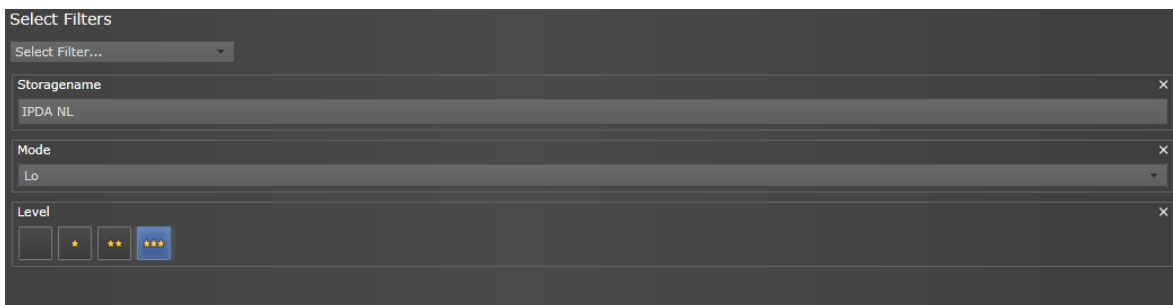 Select Filters
Select Filter...
Storagename
IPDA NL
Mode
Lo
Level